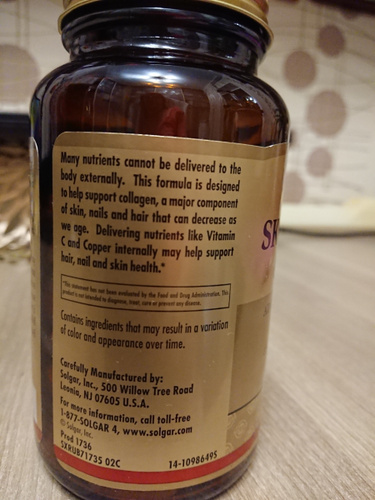 Many nutrients cannot be delivered to the
body externally. This formula is designed
to help support collagen, a major component
of skin, nails and hair that can decrease as
we age. Delivering nutrients like Vitamin
C and Copper internally may help support
hair, nail and skin health.*
*This statement has not been evaluated by the Food and Drug Administration. This
product is not intended to diagnose, treat, cure or prevent any disease.
Contains ingredients that may result in a variation
of color and appearance over time.
Carefully Manufactured by:
Solgar, Inc., 500 Willow Tree Road
Leonia, NJ 07605 U.S.A.
For more information, call toll-free
1-877-SOLGAR 4, www.solgar.com
© Solgar, Inc.
Prod 1736
SXRUB71735 02C
14-1098649S
SK